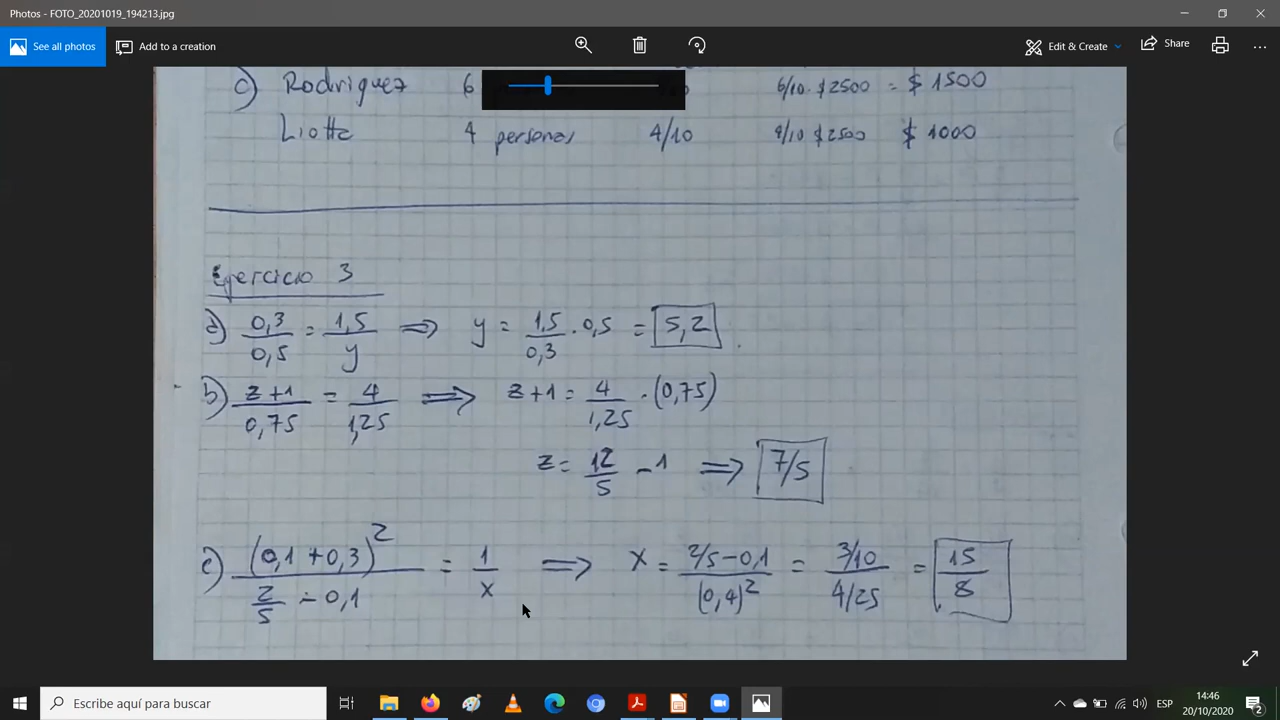 Photos - FOTO_20201019_194213.jpg
See all photos
Add to a creation
Edit & Create
Share
c) Rodriguez 6 6/10. $2500 = $ 1500
Liotta 4 personas 4/10 4/10 $2500 $ 1000
Ejercicio 3
a) 0,3/0,5 = 1,5/y ⇒ y = 1,5/0,3 . 0,5 = 5,2
b) z+1/0,75 = 4/1,25 ⇒ z+1 = 4/1,25 . (0,75)
z = 12/5 - 1 ⇒ 7/5
c) (0,1 + 0,3)²/2/5 - 0,1 = 1/x ⇒ x = 2/5-0,1/(0,4)² = 3/10/4/25 = 15/8
Escribe aquí para buscar
ESP
14:46
20/10/2020
2